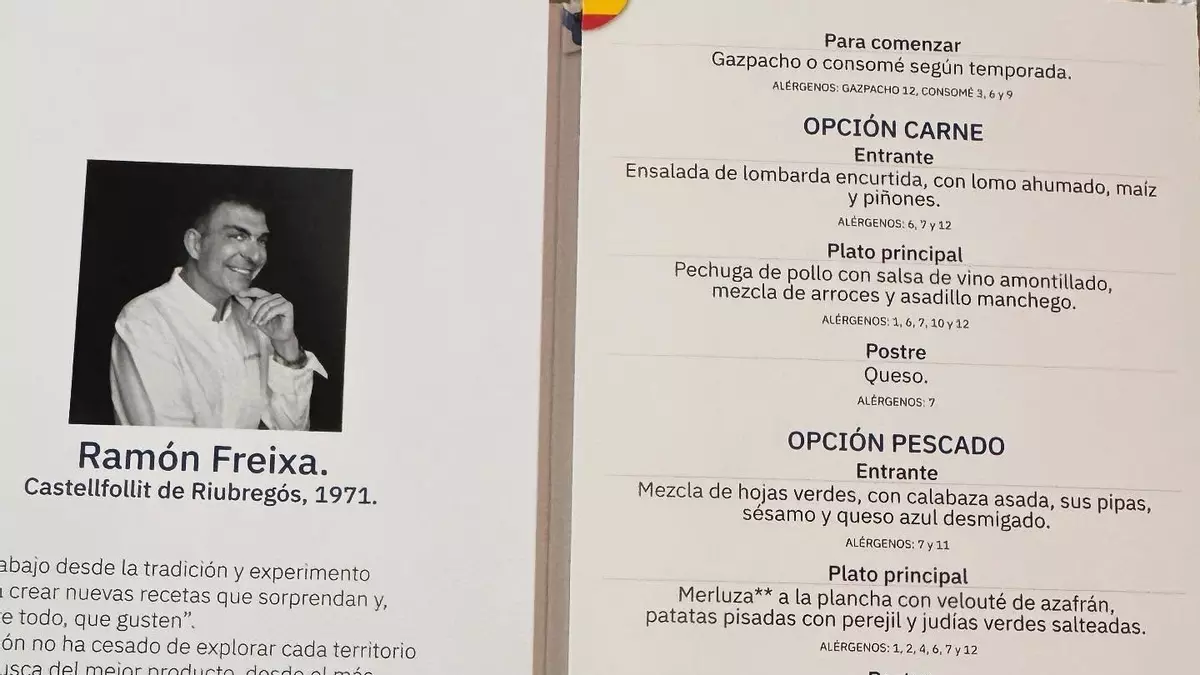 Ramón Freixa.
Castellfollit de Riubregós, 1971.
desde la tradición y experimento
crear nuevas recetas que sorprendan y,
todo, que gusten”.
no ha cesado de explorar cada territorio
del mejor producto, desde el más
Para comenzar
Gazpacho o consomé según temporada.
ALÉRGENOS: GAZPACHO 12, CONSOMÉ 3, 6 y 9
OPCIÓN CARNE
Entrante
Ensalada de lombarda encurtida, con lomo ahumado, maíz
y piñones.
ALÉRGENOS: 6, 7 y 12
Plato principal
Pechuga de pollo con salsa de vino amontillado,
mezcla de arroces y asadillo manchego.
ALÉRGENOS: 1, 6, 7, 10 y 12
Postre
Queso.
ALÉRGENOS: 7
OPCIÓN PESCADO
Entrante
Mezcla de hojas verdes, con calabaza asada, sus pipas,
sésamo y queso azul desmigado.
ALÉRGENOS: 7 y 11
Plato principal
Merluza** a la plancha con velouté de azafrán,
patatas pisadas con perejil y judías verdes salteadas.
ALÉRGENOS: 1, 2, 4, 6, 7 y 12